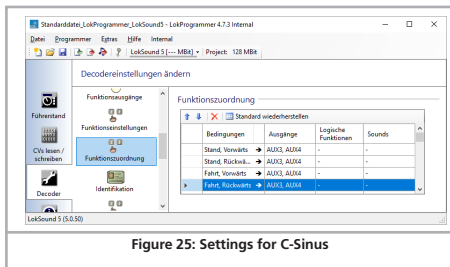 Standarddatei_LokProgrammer_LokSound5 - LokProgrammer 4.7.3 Internal
Datei Programmer Extras Hilfe Internal
LokSound 5 [--- MBit] Project: 128 MBit
Decodereinstellungen ändern
Führerstand
CVs lesen /
schreiben
Decoder
Funktionsausgänge
Funktionseinstellungen
Funktionszuordnung
Identifikation
Funktionszuordnung
Standard wiederherstellen
Bedingungen Ausgänge Logische Funktionen Sounds
Stand, Vorwärts AUX3, AUX4 - -
Stand, Rückwä... AUX3, AUX4 - -
Fahrt, Vorwärts AUX3, AUX4 - -
Fahrt, Rückwärts AUX3, AUX4 - -
LokSound 5 (5.0.50)
Figure 25: Settings for C-Sinus